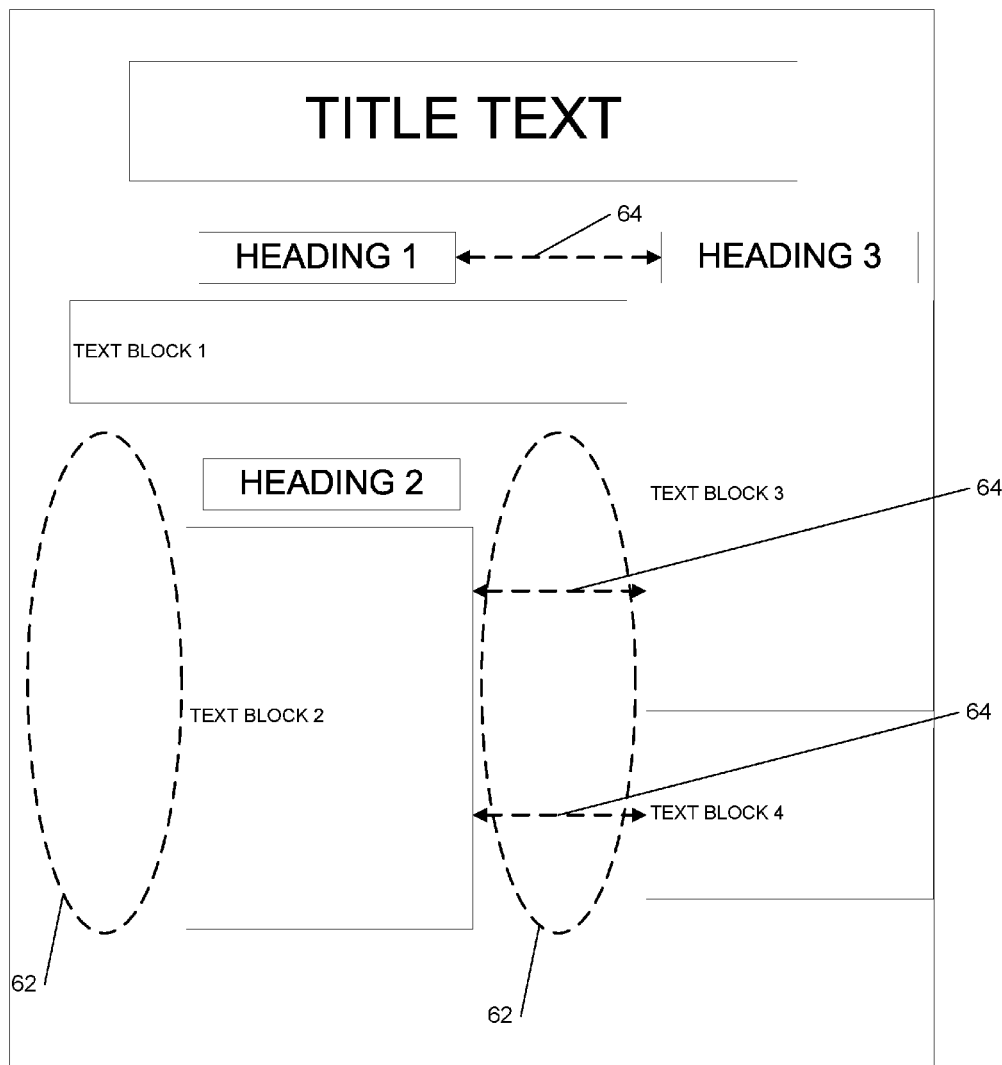 TITLE TEXT
64
HEADING 1
HEADING 3
TEXT BLOCK 1
HEADING 2
TEXT BLOCK 3
64
TEXT BLOCK 2
64
TEXT BLOCK 4
62
62